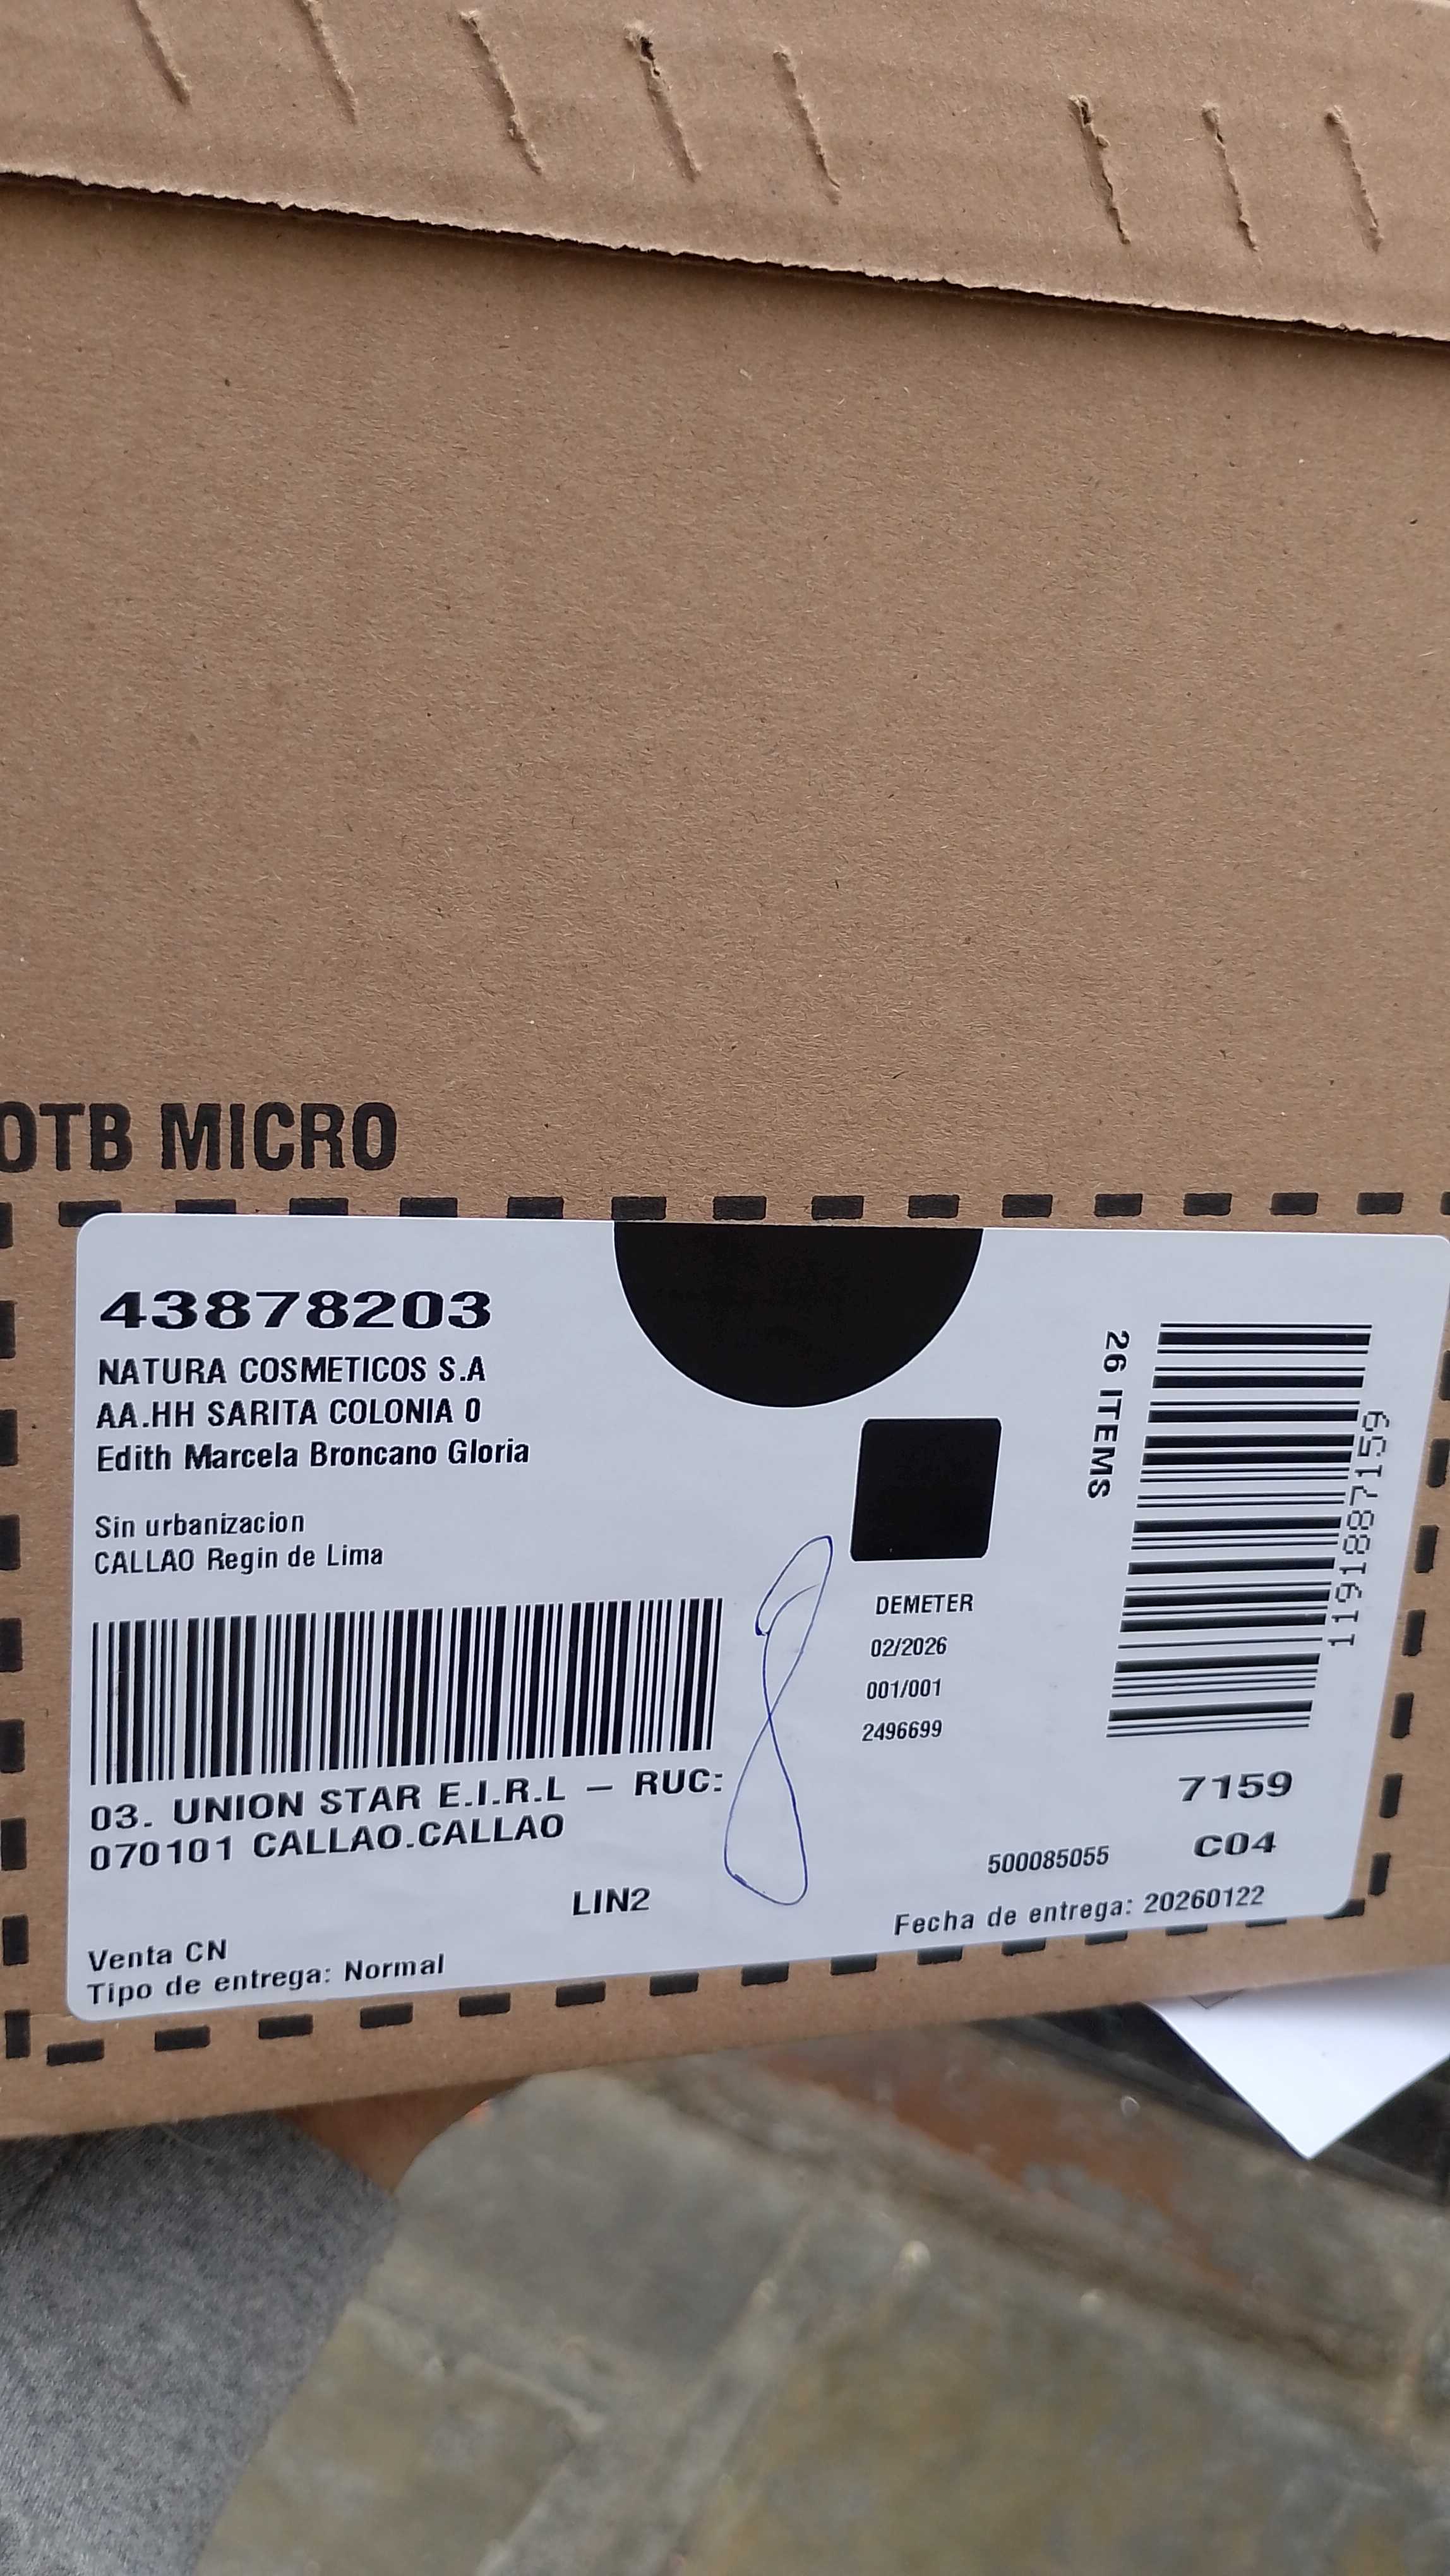 OTB MICRO
43878203
NATURA COSMETICOS S.A
AA.HH SARITA COLONIA 0
Edith Marcela Broncano Gloria
Sin urbanizacion
CALLAO Regin de Lima
03. UNION STAR E.I.R.L – RUC:
070101 CALLAO.CALLAO
LIN2
Venta CN
Tipo de entrega: Normal
DEMETER
02/2026
001/001
2496699
26 ITEMS
1191887159
7159
C04
500085055
Fecha de entrega: 20260122